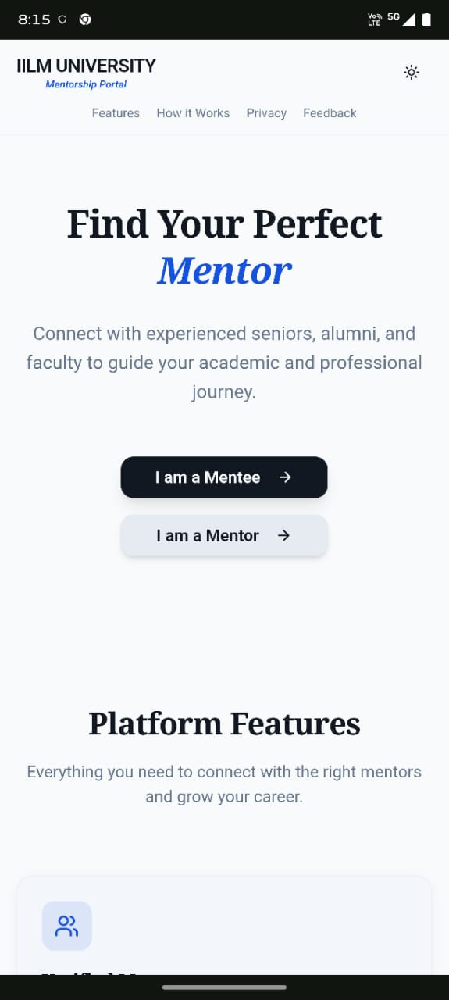 8:15
Vo LTE 5G
IILM UNIVERSITY
Mentorship Portal
Features How it Works Privacy Feedback
Find Your Perfect
Mentor
Connect with experienced seniors, alumni, and
faculty to guide your academic and professional
journey.
I am a Mentee →
I am a Mentor →
Platform Features
Everything you need to connect with the right mentors
and grow your career.